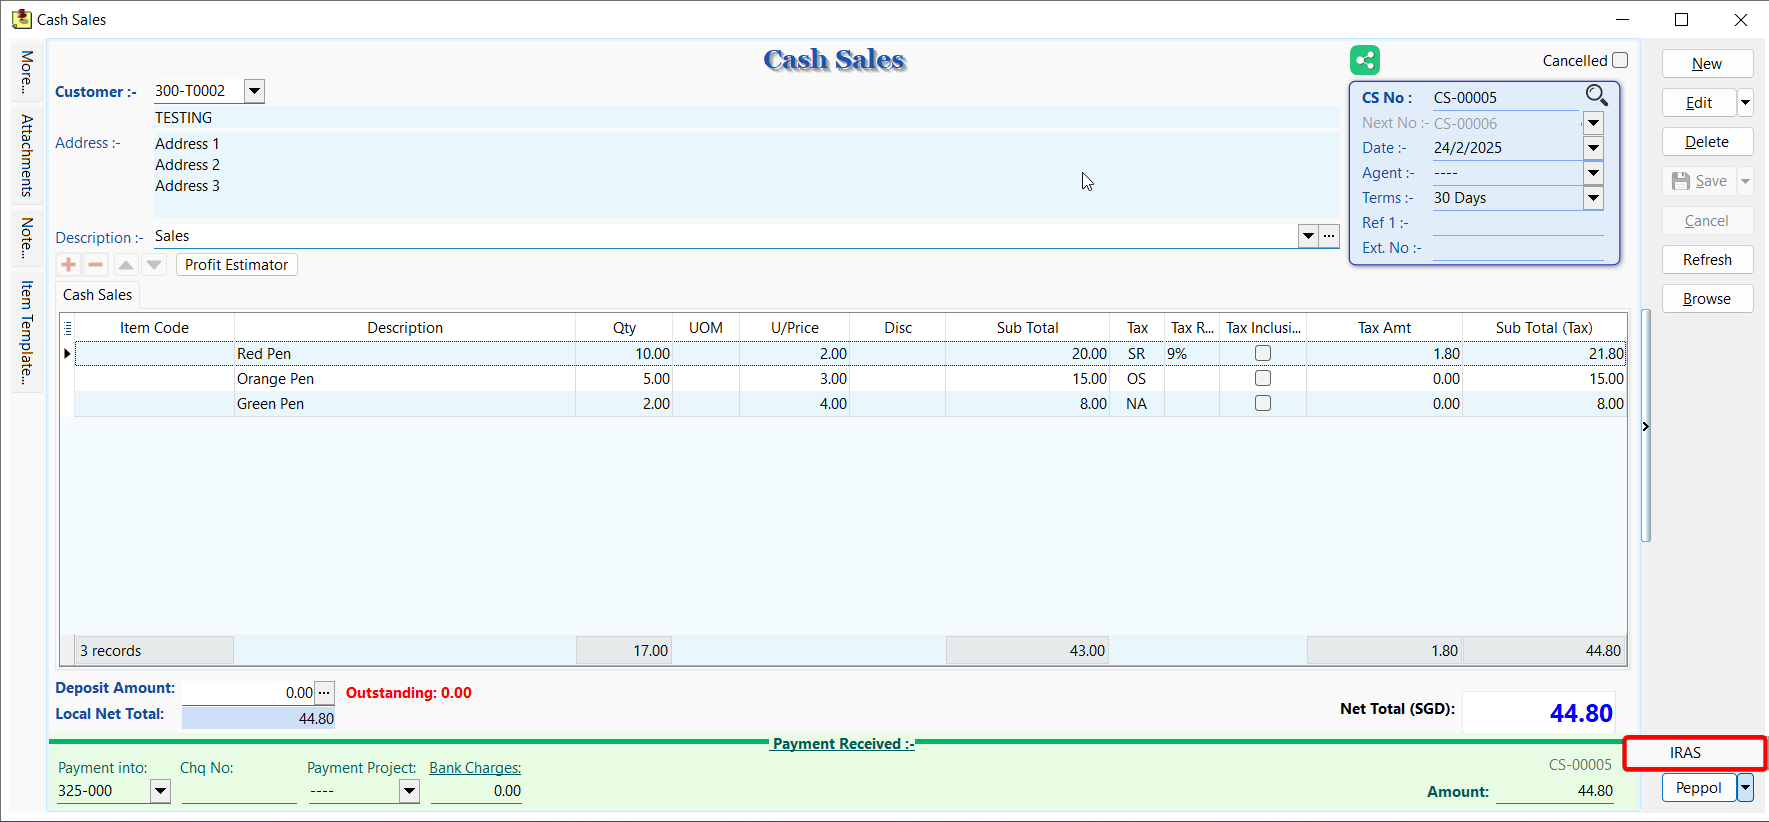 Cash Sales
More...
Attachments
Note...
Item Template...
Cash Sales
Cancelled
Customer :- 300-T0002
TESTING
Address :- Address 1
Address 2
Address 3
Description :- Sales
CS No : CS-00005
Next No :- CS-00006
Date :- 24/2/2025
Agent :- ----
Terms :- 30 Days
Ref 1 :-
Ext. No :-
New
Edit
Delete
Save
Cancel
Refresh
Browse
Profit Estimator
Cash Sales
Item Code Description Qty UOM U/Price Disc Sub Total Tax Tax R... Tax Inclusi... Tax Amt Sub Total (Tax)
Red Pen 10.00 2.00 20.00 SR 9% 1.80 21.80
Orange Pen 5.00 3.00 15.00 OS 0.00 15.00
Green Pen 2.00 4.00 8.00 NA 0.00 8.00
3 records 17.00 43.00 1.80 44.80
Deposit Amount: 0.00 ... Outstanding: 0.00
Local Net Total: 44.80
Net Total (SGD): 44.80
Payment Received :-
Payment into: Chq No: Payment Project: Bank Charges:
325-000 ---- 0.00
CS-00005
Amount: 44.80
IRAS
Peppol